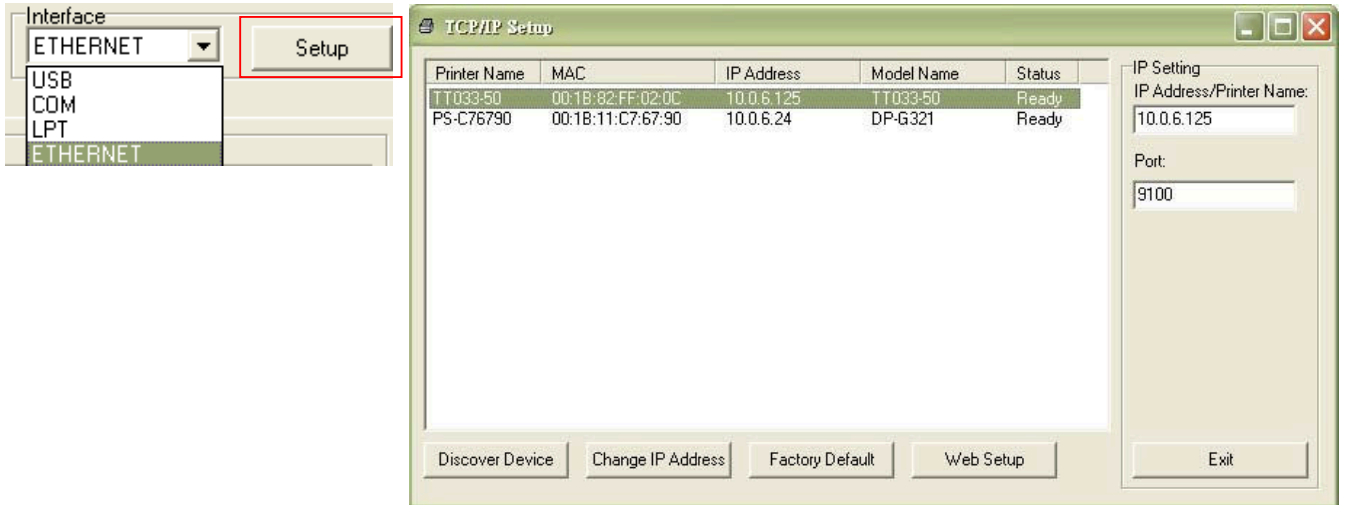 Interface
ETHERNET
Setup
USB
COM
LPT
ETHERNET
TCP/IP Setup
Printer Name MAC IP Address Model Name Status
TT033-50 00:1B:82:FF:02:0C 10.0.6.125 TT033-50 Ready
PS-C76790 00:1B:11:C7:67:90 10.0.6.24 DP-G321 Ready
IP Setting
IP Address/Printer Name:
10.0.6.125
Port:
9100
Discover Device Change IP Address Factory Default Web Setup Exit